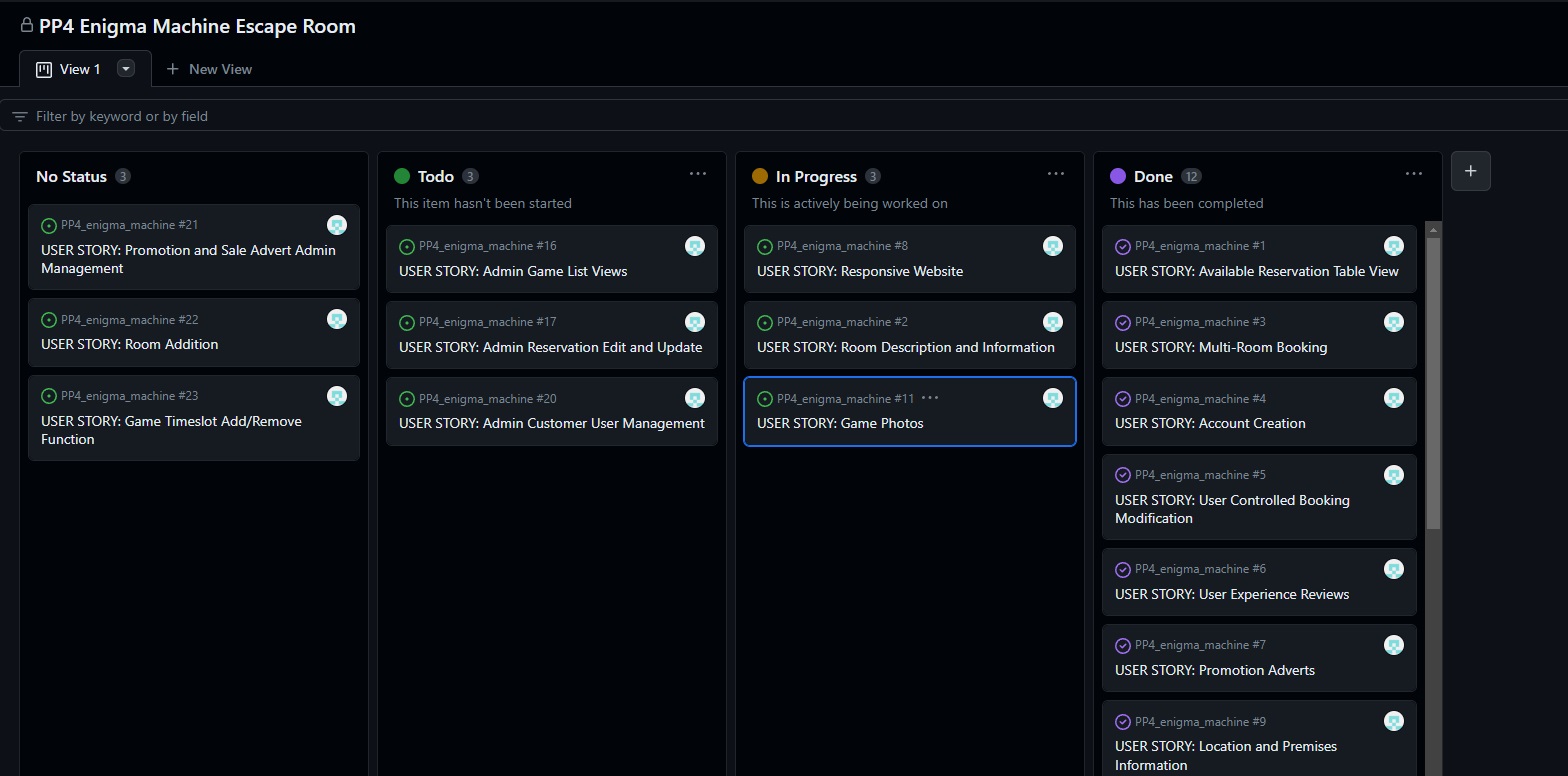 PP4 Enigma Machine Escape Room
View 1
New View
Filter by keyword or by field
No Status 3
PP4_enigma_machine #21
USER STORY: Promotion and Sale Advert Admin
Management
PP4_enigma_machine #22
USER STORY: Room Addition
PP4_enigma_machine #23
USER STORY: Game Timeslot Add/Remove
Function
Todo 3
This item hasn't been started
PP4_enigma_machine #16
USER STORY: Admin Game List Views
PP4_enigma_machine #17
USER STORY: Admin Reservation Edit and Update
PP4_enigma_machine #20
USER STORY: Admin Customer User Management
In Progress 3
This is actively being worked on
PP4_enigma_machine #8
USER STORY: Responsive Website
PP4_enigma_machine #2
USER STORY: Room Description and Information
PP4_enigma_machine #11
USER STORY: Game Photos
Done 12
This has been completed
PP4_enigma_machine #1
USER STORY: Available Reservation Table View
PP4_enigma_machine #3
USER STORY: Multi-Room Booking
PP4_enigma_machine #4
USER STORY: Account Creation
PP4_enigma_machine #5
USER STORY: User Controlled Booking
Modification
PP4_enigma_machine #6
USER STORY: User Experience Reviews
PP4_enigma_machine #7
USER STORY: Promotion Adverts
PP4_enigma_machine #9
USER STORY: Location and Premises
Information